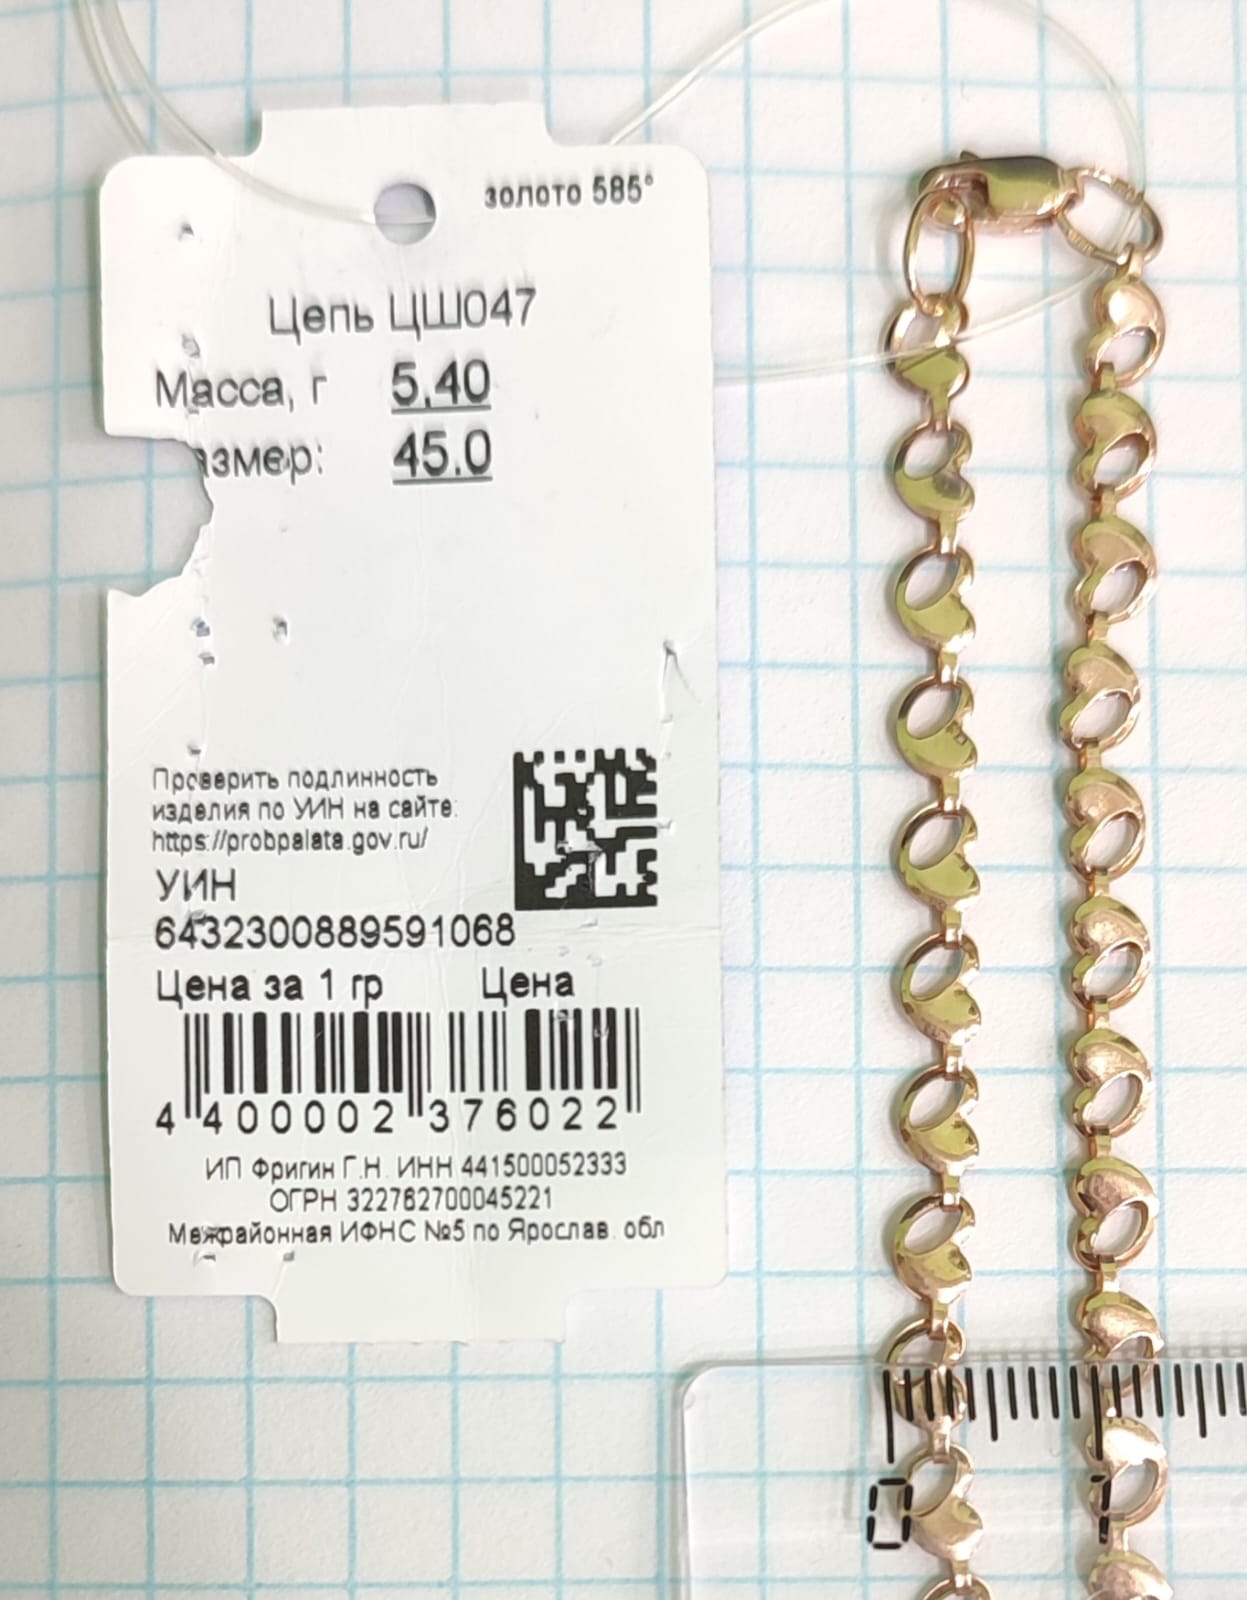 золото 585°
Цепь ЦШ047
Масса, г 5,40
азмер: 45.0
Проверить подлинность
изделия по УИН на сайте:
https://probpalata.gov.ru/
УИН
6432300889591068
Цена за 1 гр Цена
4 400002 376022
ИП Фригин Г.Н. ИНН 441500052333
ОГРН 322762700045221
Межрайонная ИФНС №5 по Ярослав. обл
0 1